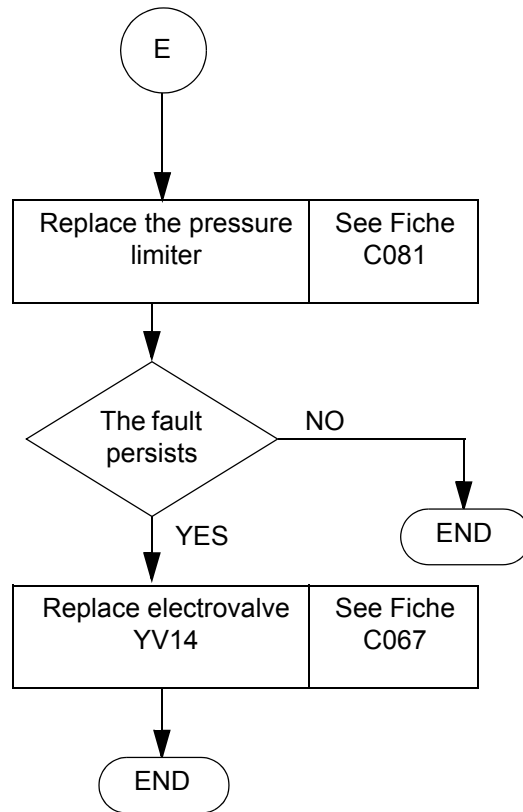 E
Replace the pressure
limiter
See Fiche
C081
The fault
persists
NO
YES
END
Replace electrovalve
YV14
See Fiche
C067
END